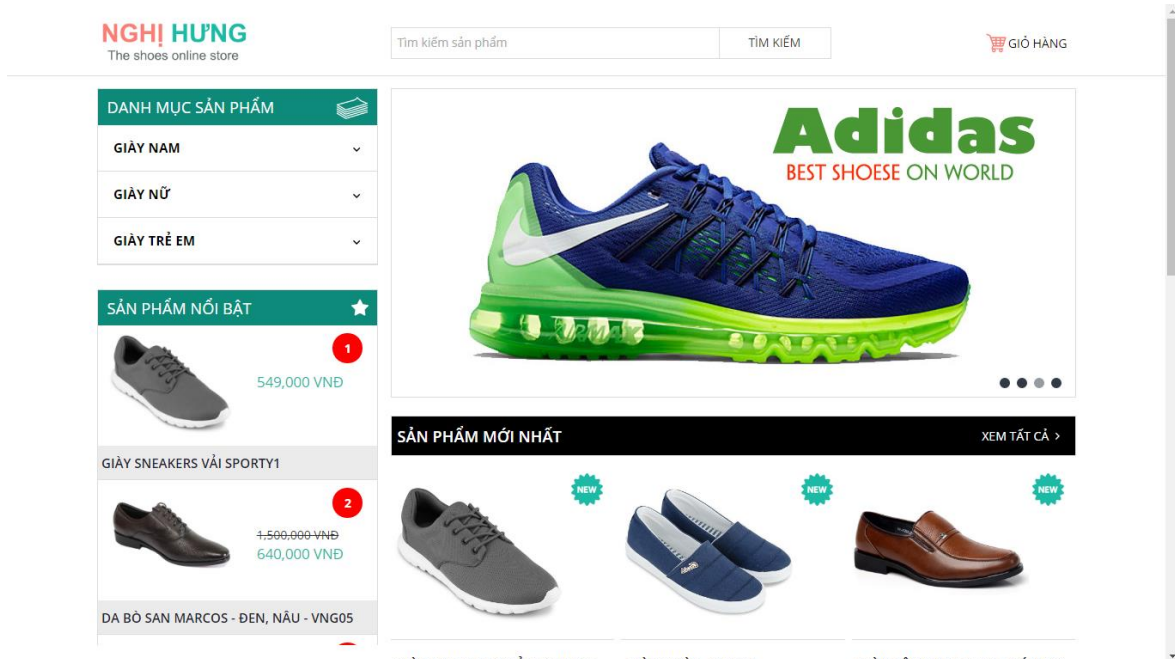 NGHỊ HƯNG
The shoes online store
Tìm kiếm sản phẩm
TÌM KIẾM
GIỎ HÀNG
DANH MỤC SẢN PHẨM
GIÀY NAM
GIÀY NỮ
GIÀY TRẺ EM
Adidas
BEST SHOESE ON WORLD
AIRMAX
SẢN PHẨM NỔI BẬT
1
549,000 VNĐ
GIÀY SNEAKERS VẢI SPORTY1
2
1,500,000 VNĐ
640,000 VNĐ
DA BÒ SAN MARCOS - ĐEN, NÂU - VNG05
SẢN PHẨM MỚI NHẤT
XEM TẤT CẢ >
NEW
NEW
NEW